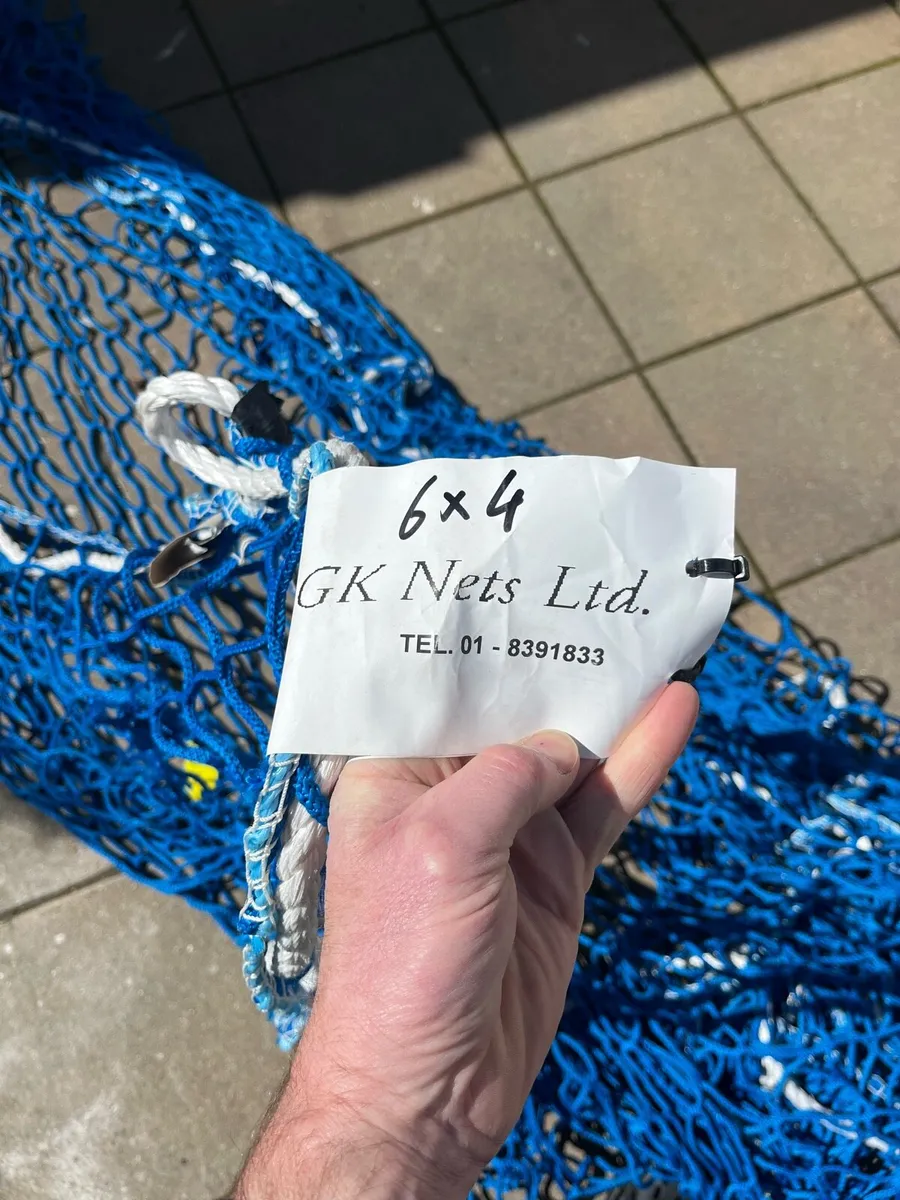 6x4
GK Nets Ltd.
TEL. 01 - 8391833